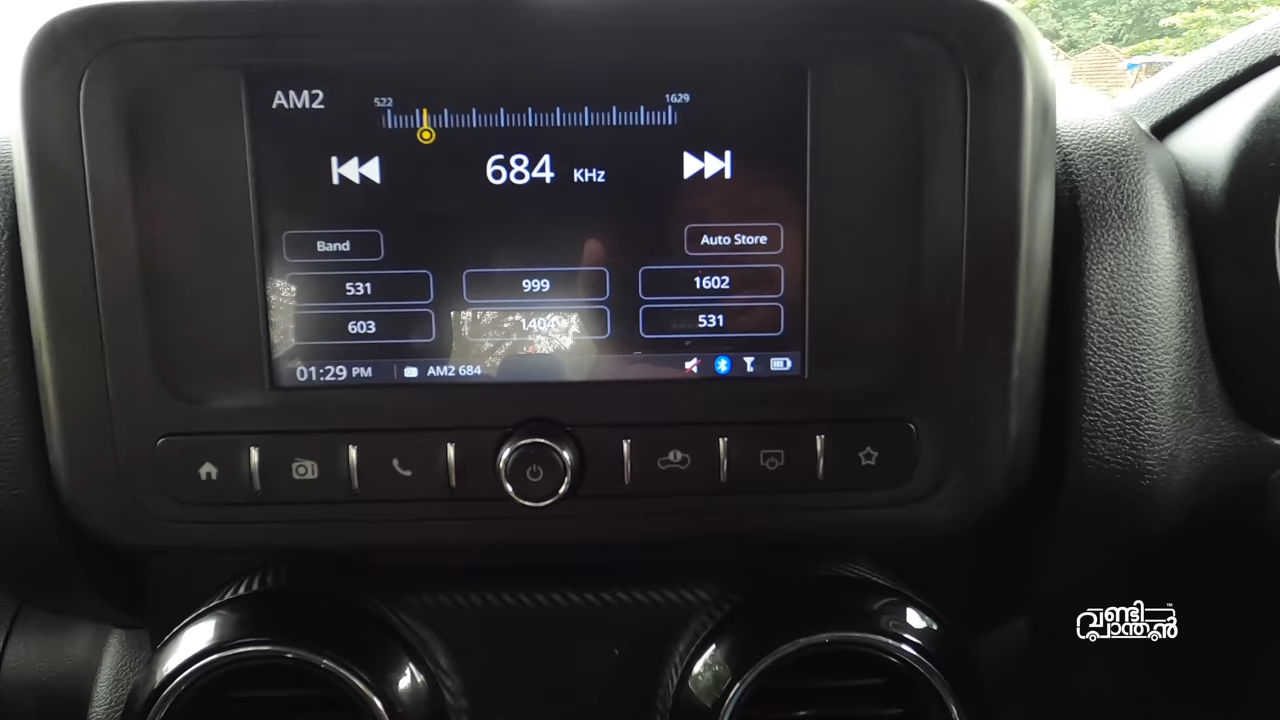 AM2
522
1629
684 KHz
Band
Auto Store
531
999
1602
603
1404
531
01:29 PM
AM2 684
വണ്ടി
പ്രാന്തൻ
™